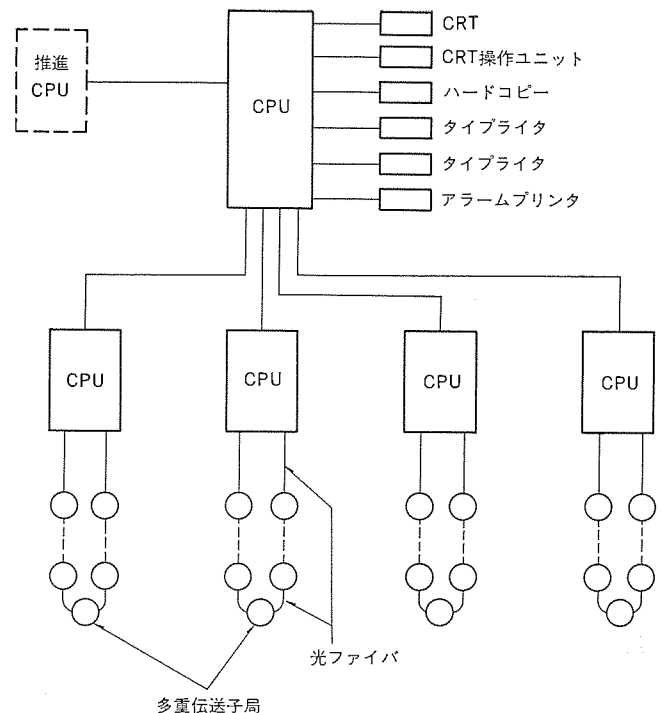 推進
CPU
CPU
CRT
CRT操作ユニット
ハードコピー
タイプライタ
タイプライタ
アラームプリンタ
CPU
CPU
CPU
CPU
光ファイバ
多重伝送子局